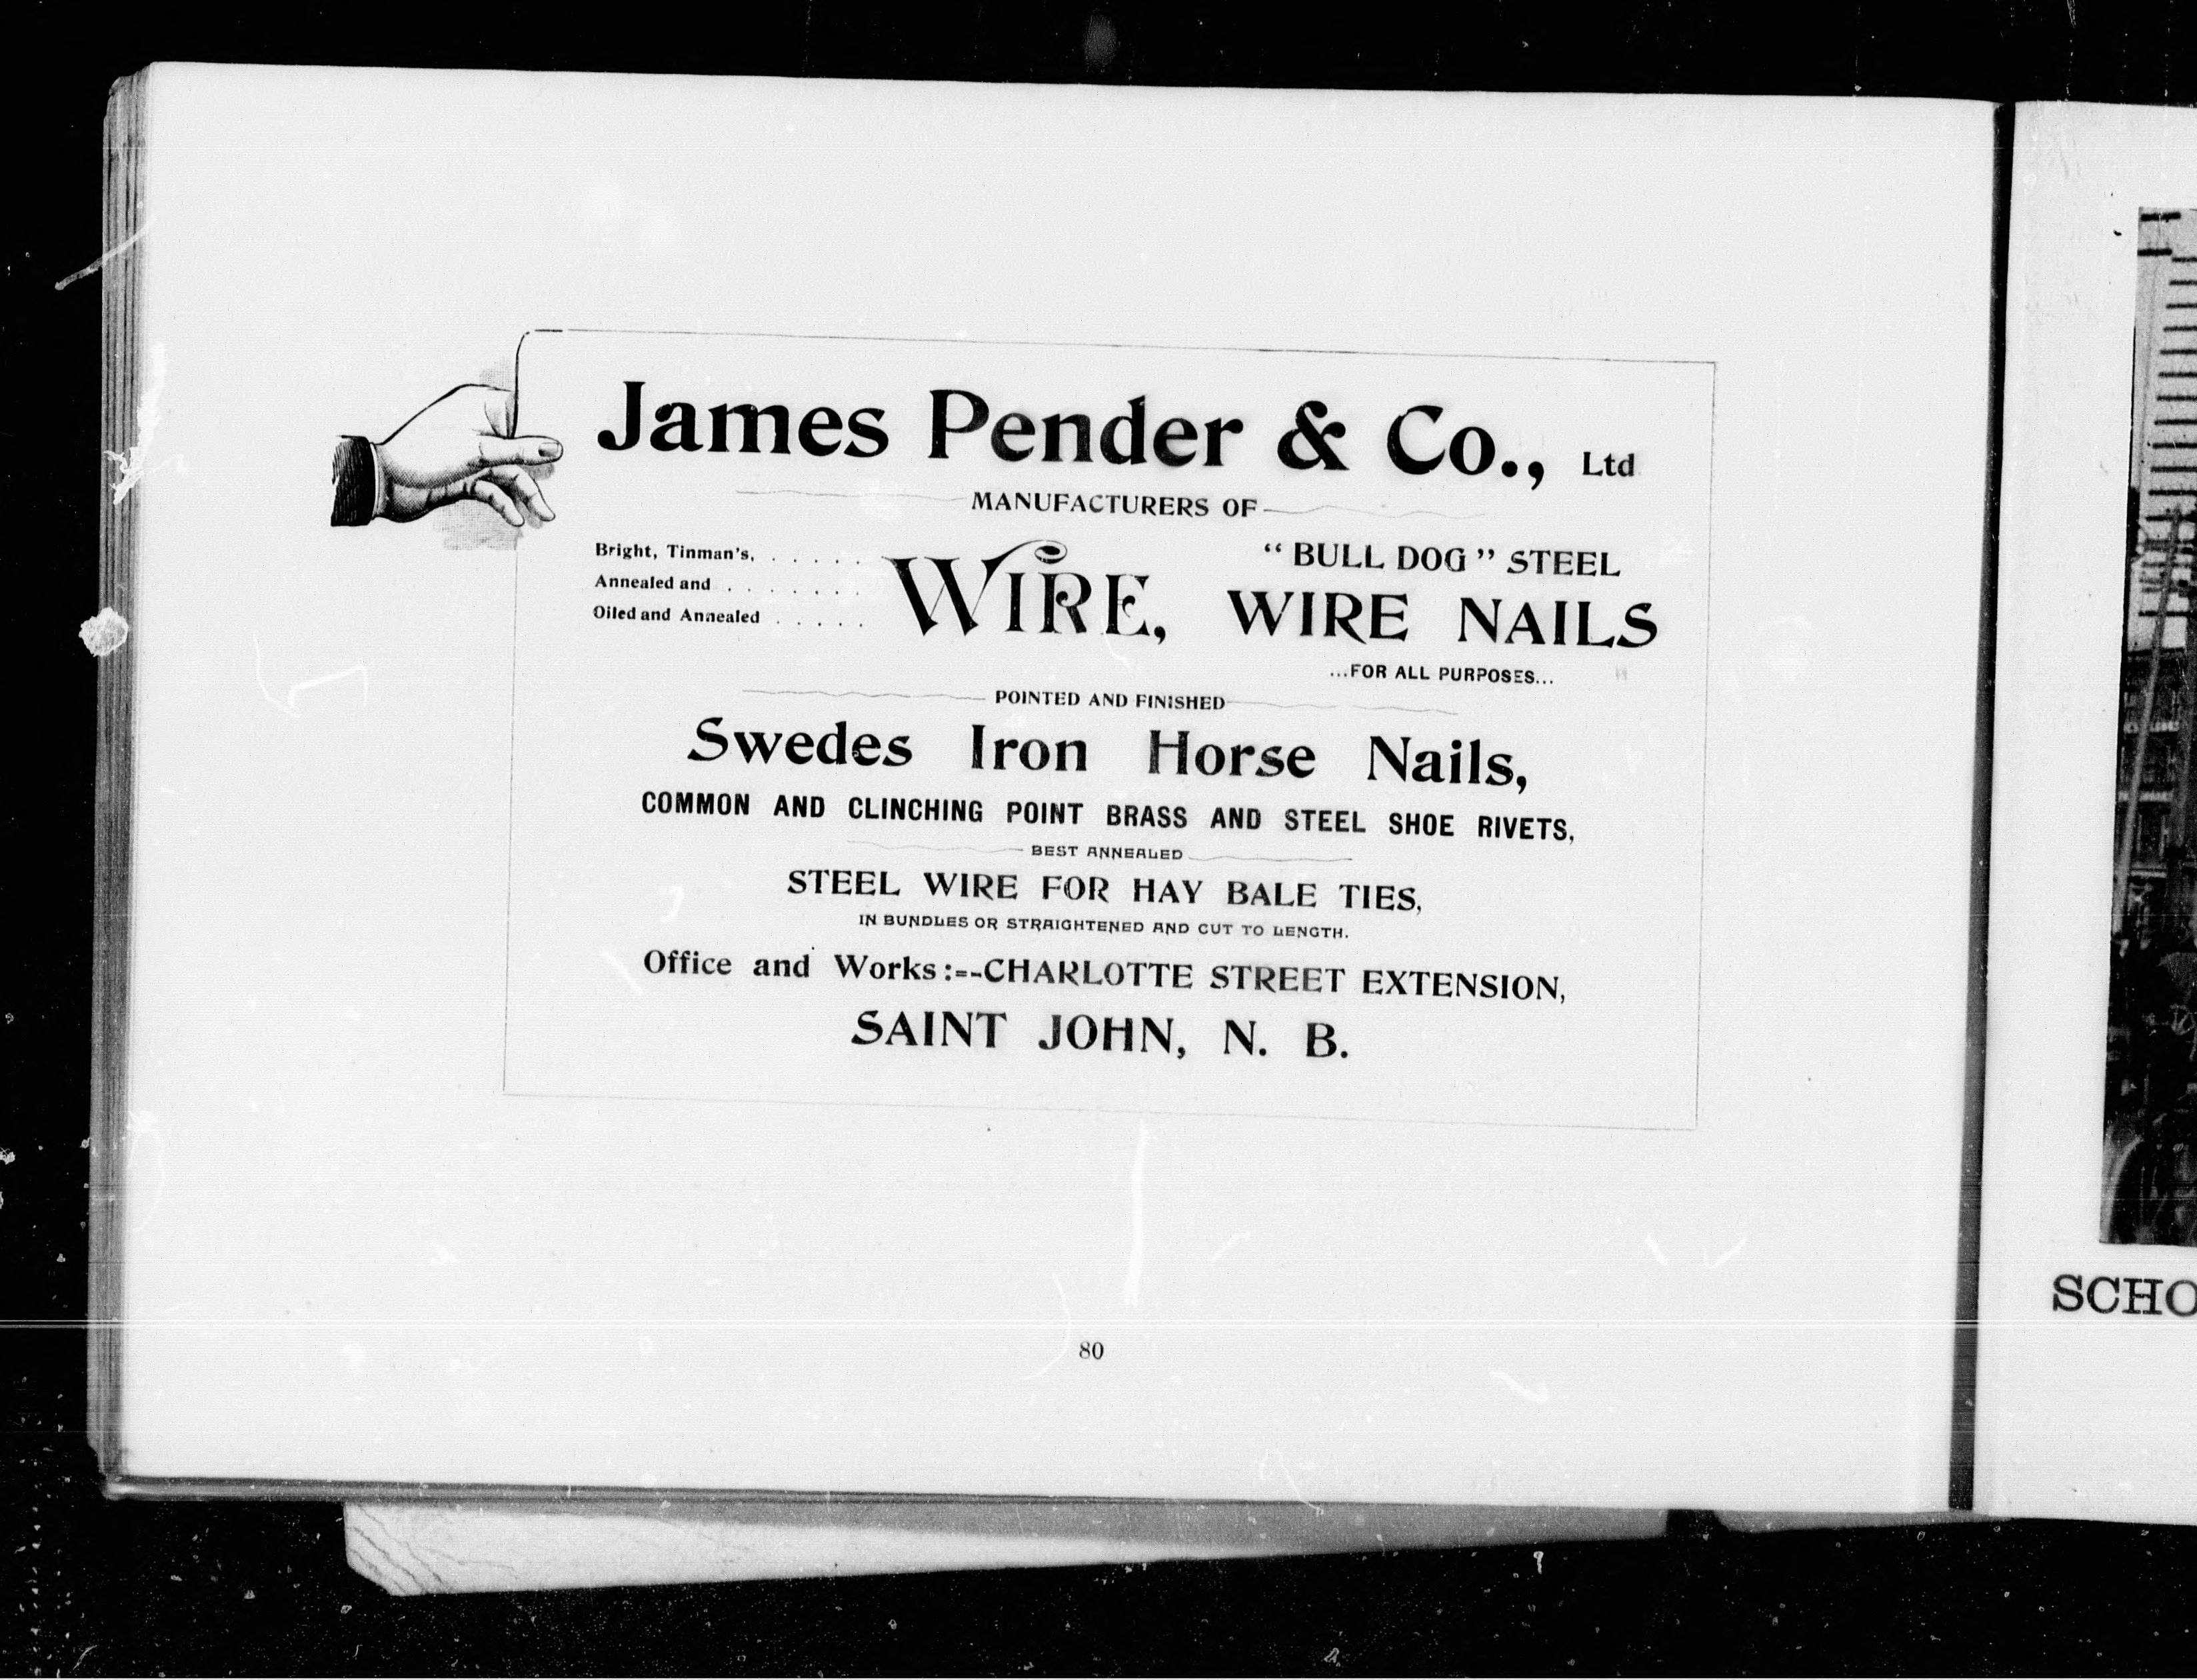 James Pender & Co., Ltd
MANUFACTURERS OF
Bright, Tinman's, . . . . .
Annealed and . . . . . . .
Oiled and Annealed . . . . .
WIRE,
“ BULL DOG ” STEEL
WIRE NAILS
...FOR ALL PURPOSES...
POINTED AND FINISHED
Swedes Iron Horse Nails,
COMMON AND CLINCHING POINT BRASS AND STEEL SHOE RIVETS,
BEST ANNEALED
STEEL WIRE FOR HAY BALE TIES,
IN BUNDLES OR STRAIGHTENED AND CUT TO LENGTH.
Office and Works:=-CHARLOTTE STREET EXTENSION,
SAINT JOHN, N. B.
80
SCHO